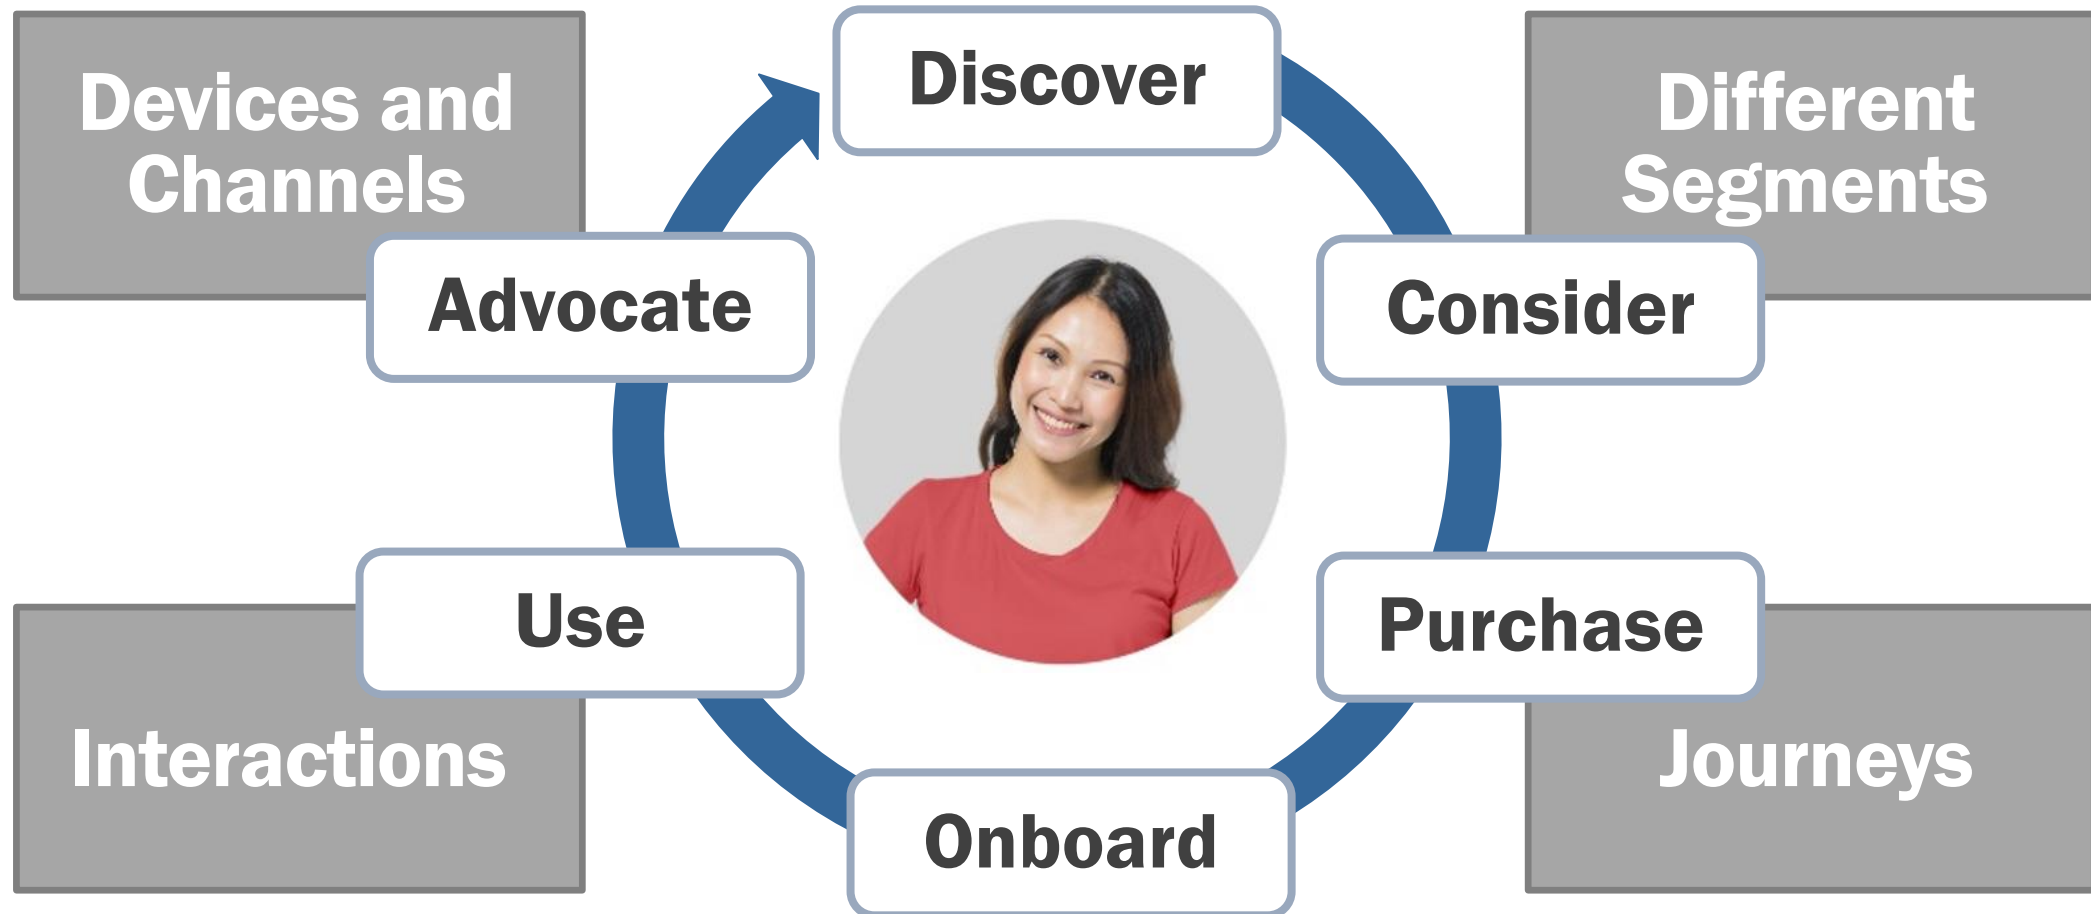 Devices and
Channels
Discover
Different
Segments
Advocate
Consider
Use
Purchase
Interactions
Journeys
Onboard